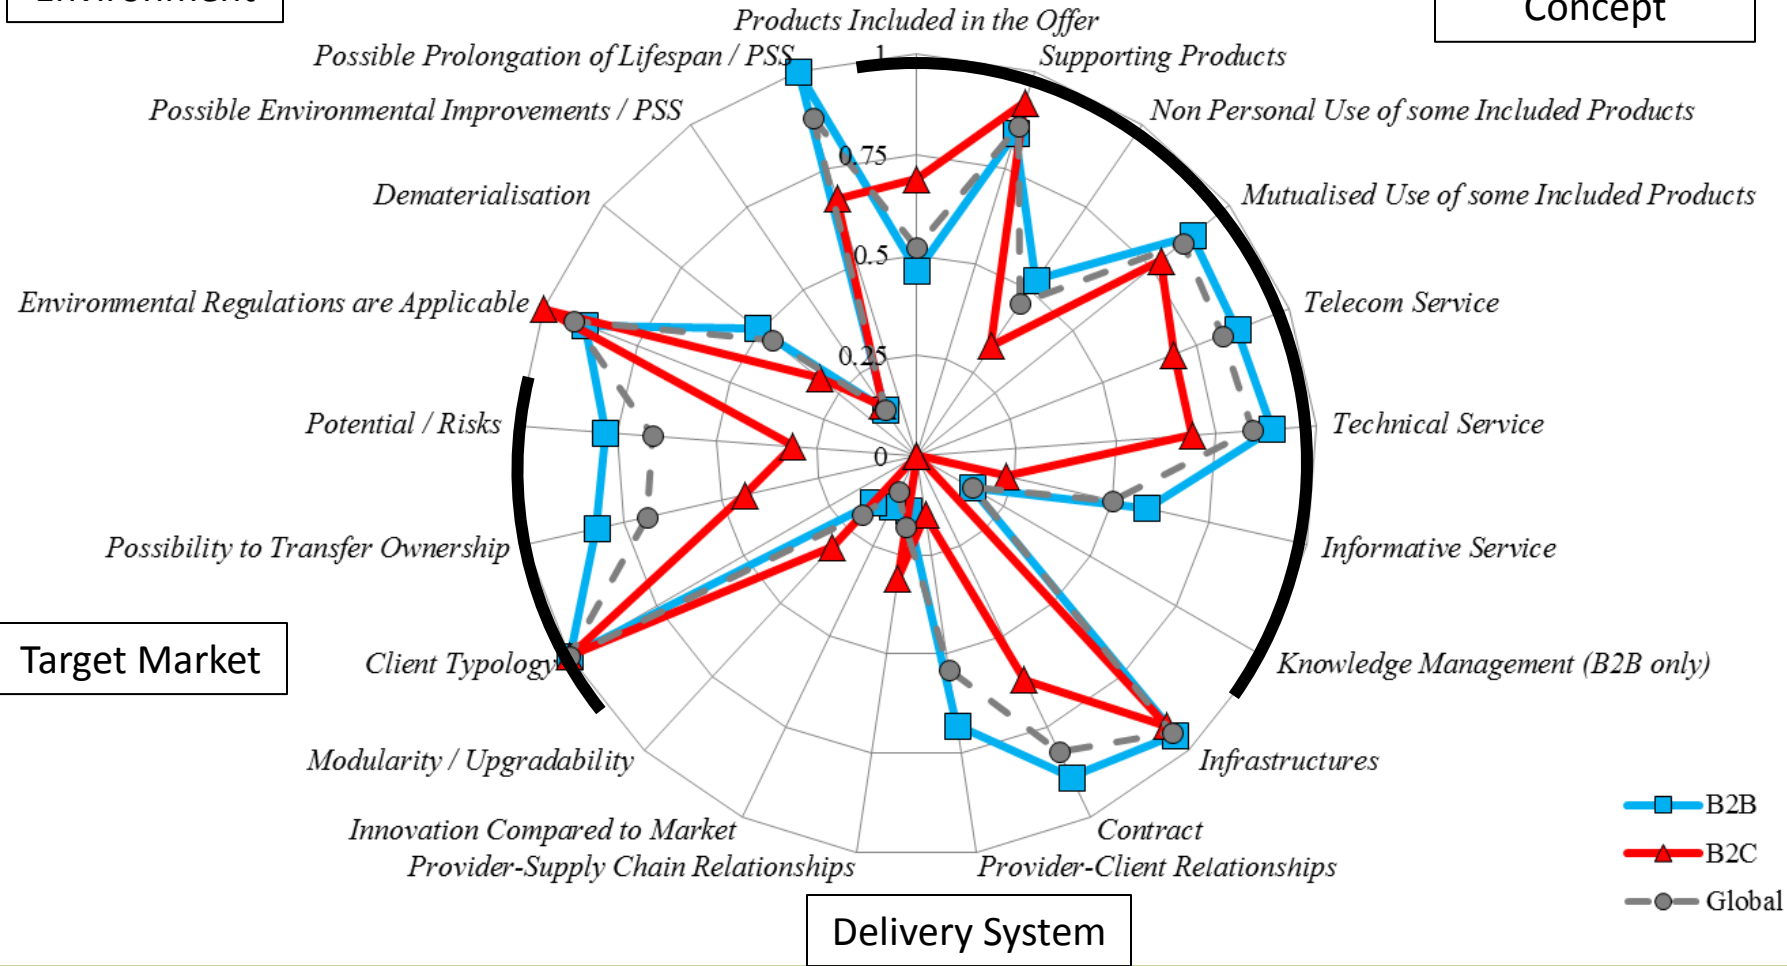 Environment
Concept
Products Included in the Offer
Possible Prolongation of Lifespan / PSS
1
Supporting Products
Possible Environmental Improvements / PSS
Non Personal Use of some Included Products
0.75
Dematerialisation
Mutualised Use of some Included Products
0.5
Environmental Regulations are Applicable
Telecom Service
0.25
Potential / Risks
Technical Service
0
Possibility to Transfer Ownership
Informative Service
Target Market
Client Typology
Knowledge Management (B2B only)
Modularity / Upgradability
Infrastructures
Innovation Compared to Market
Contract
Provider-Supply Chain Relationships
Provider-Client Relationships
Delivery System
B2B
B2C
Global